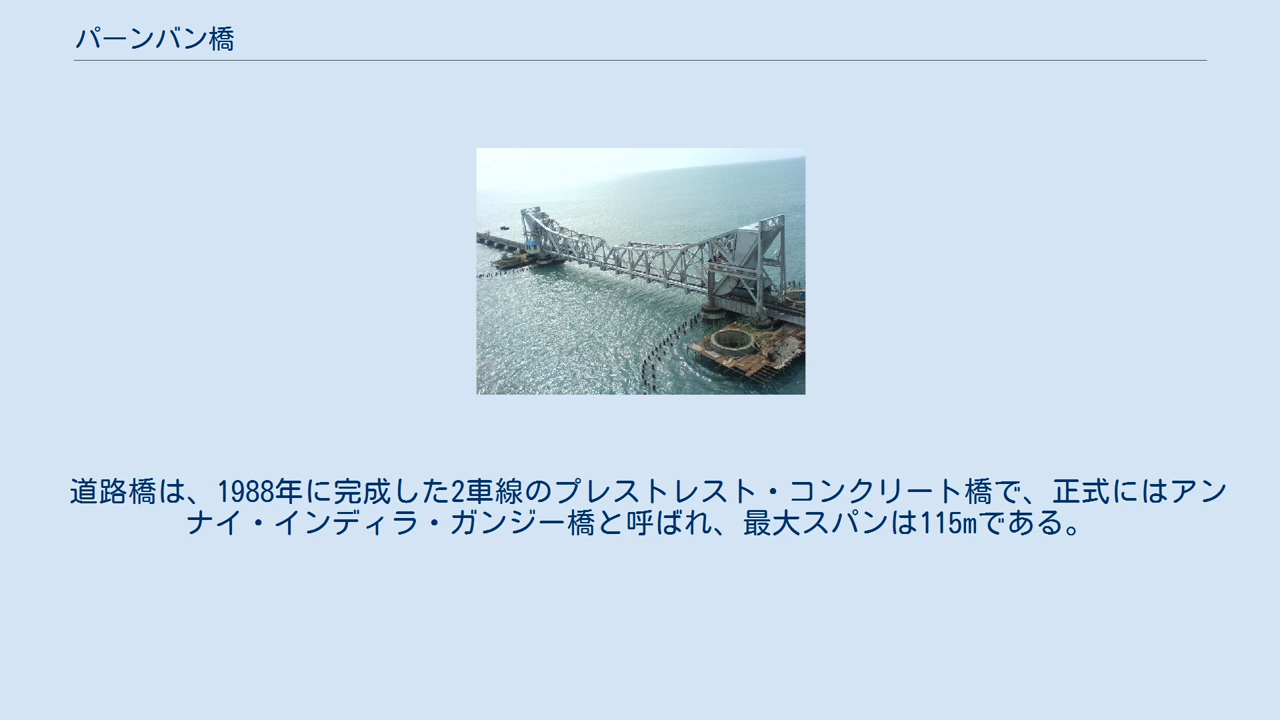 パーンバン橋
道路橋は、1988年に完成した2車線のプレストレスト・コンクリート橋で、正式にはアン
ナイ・インディラ・ガンジー橋と呼ばれ、最大スパンは115mである。